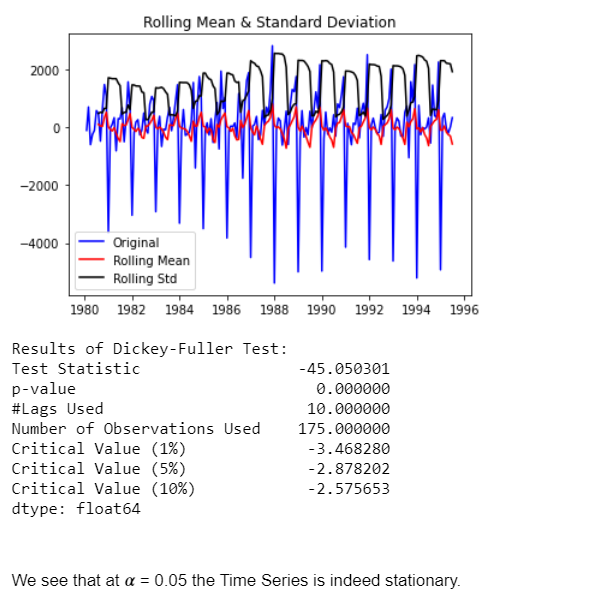 Rolling Mean & Standard Deviation
2000
0
−2000
−4000
Original
Rolling Mean
Rolling Std
1980 1982 1984 1986 1988 1990 1992 1994 1996
Results of Dickey-Fuller Test:
Test Statistic -45.050301
p-value 0.000000
#Lags Used 10.000000
Number of Observations Used 175.000000
Critical Value (1%) -3.468280
Critical Value (5%) -2.878202
Critical Value (10%) -2.575653
dtype: float64
We see that at α = 0.05 the Time Series is indeed stationary.